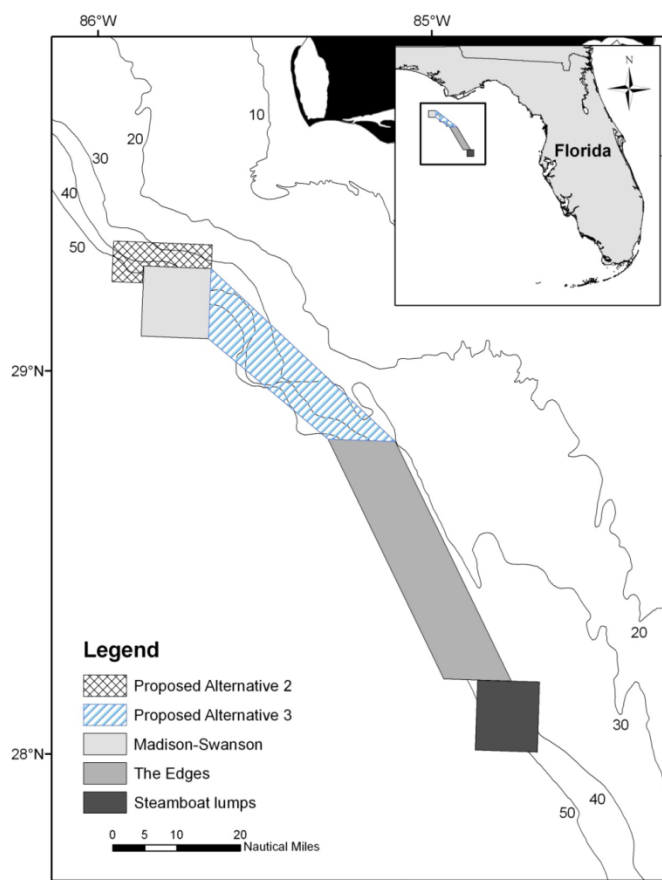 86°W
85°W
N
10
20
30
40
50
Florida
29°N
28°N
20
30
40
50
Legend
Proposed Alternative 2
Proposed Alternative 3
Madison-Swanson
The Edges
Steamboat lumps
0 5 10 20
Nautical Miles